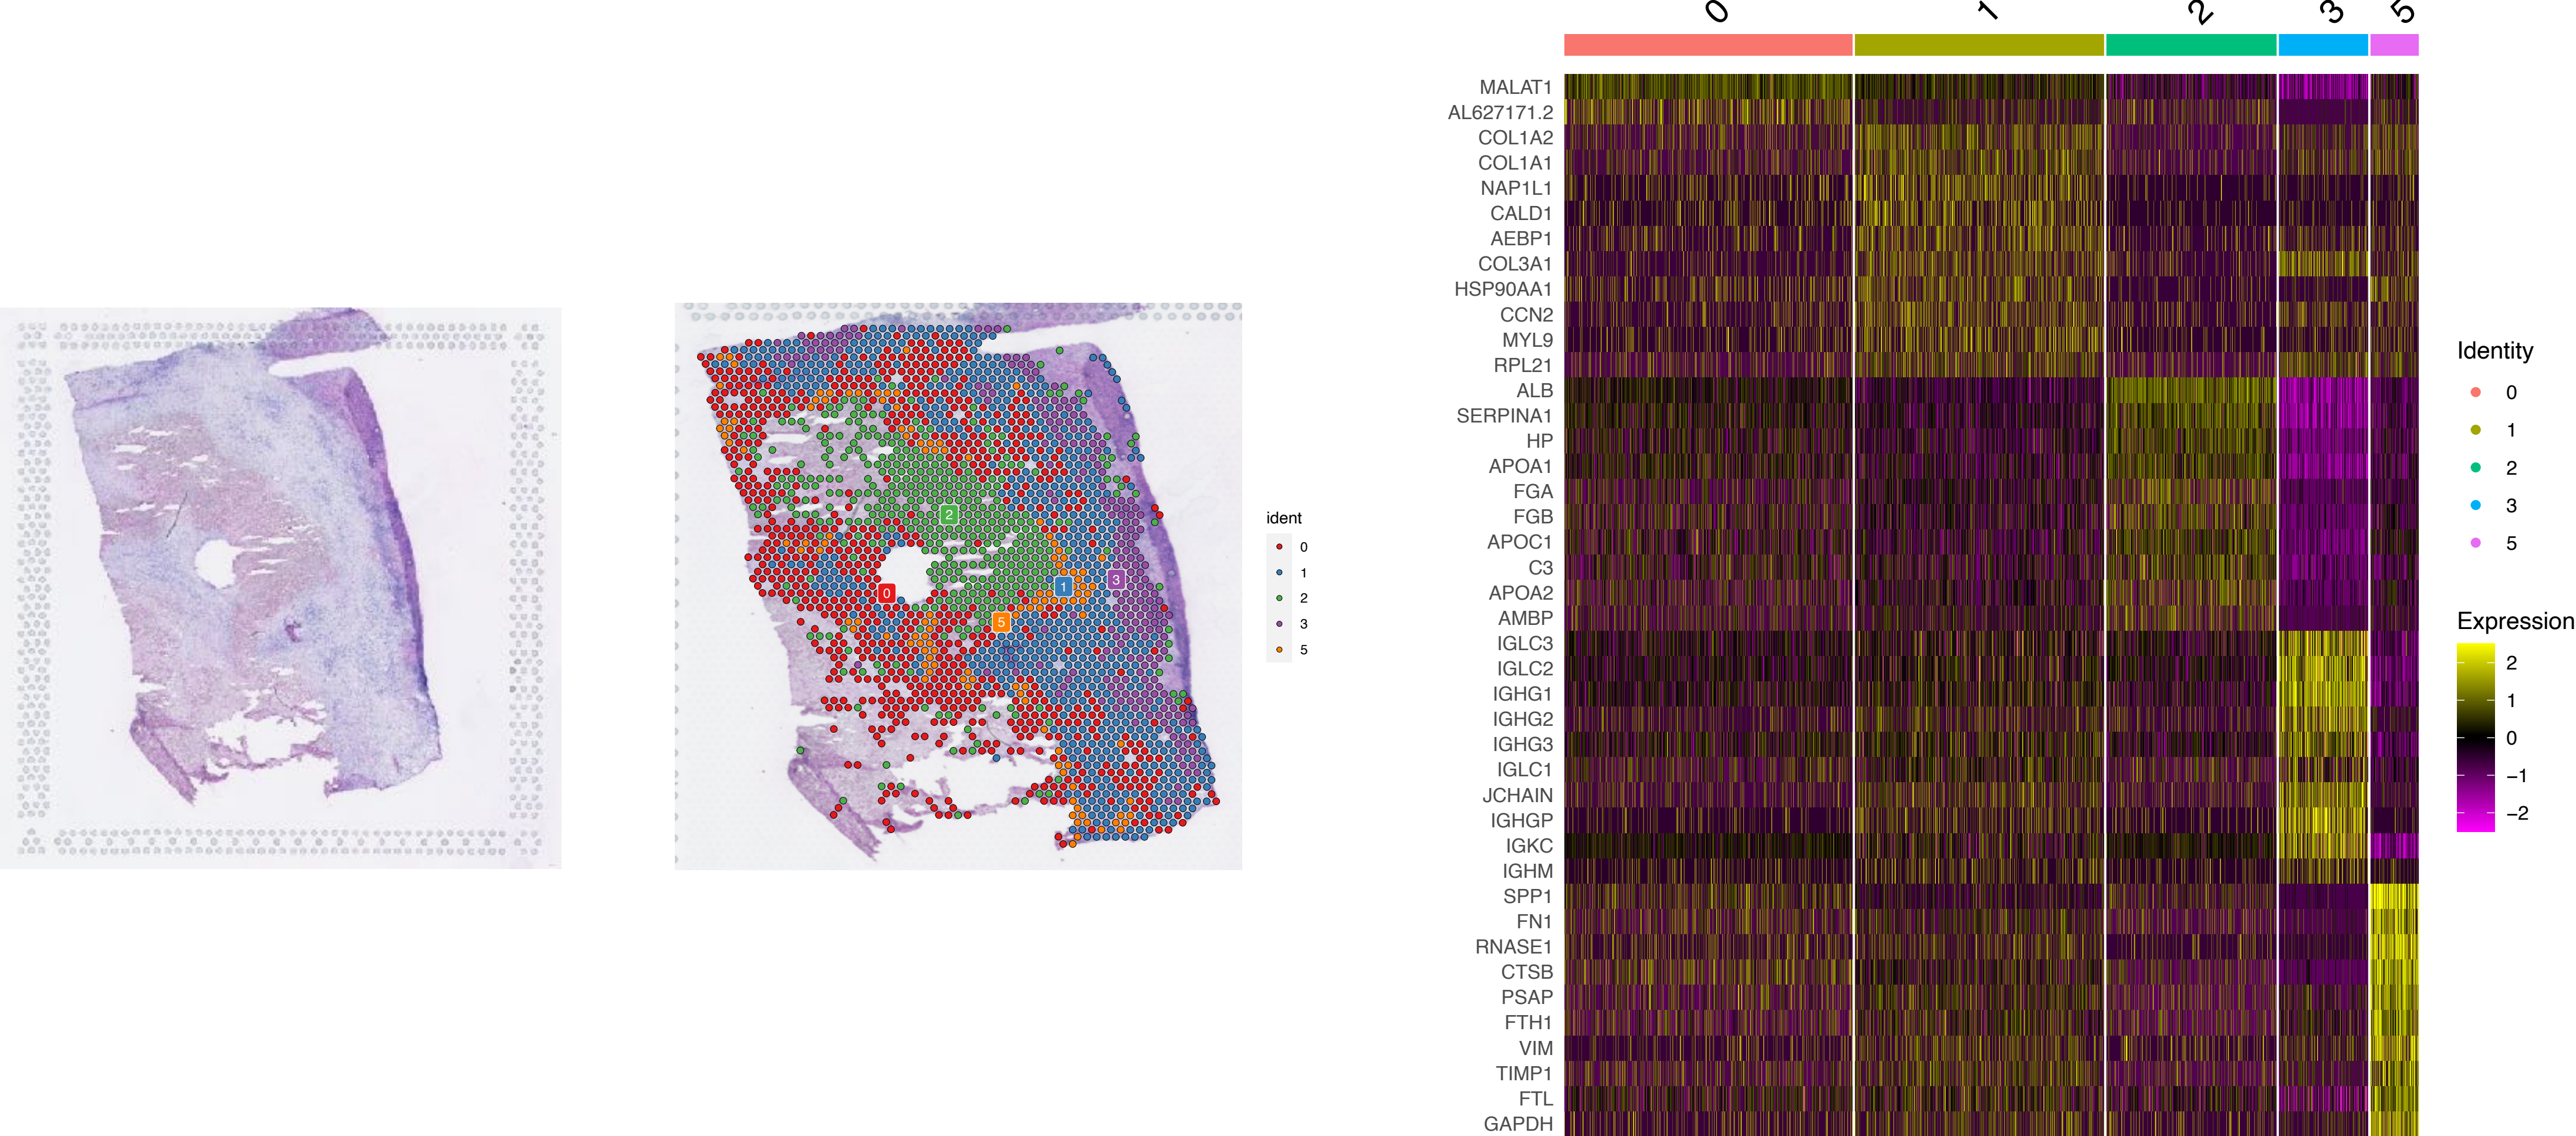 2
0
1
3
5
ident
0
1
2
3
5
0 1 2 3 5
MALAT1
AL627171.2
COL1A2
COL1A1
NAP1L1
CALD1
AEBP1
COL3A1
HSP90AA1
CCN2
MYL9
RPL21
ALB
SERPINA1
HP
APOA1
FGA
FGB
APOC1
C3
APOA2
AMBP
IGLC3
IGLC2
IGHG1
IGHG2
IGHG3
IGLC1
JCHAIN
IGHGP
IGKC
IGHM
SPP1
FN1
RNASE1
CTSB
PSAP
FTH1
VIM
TIMP1
FTL
GAPDH
Identity
0
1
2
3
5
Expression
2
1
0
−1
−2